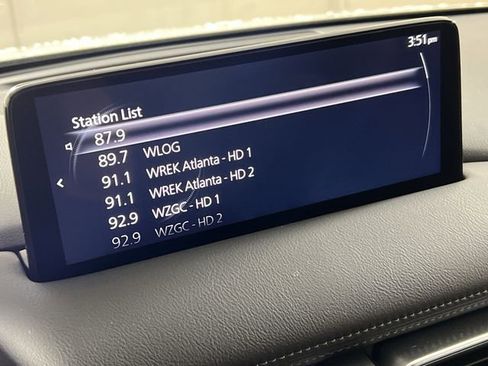 3:51 pm
Station List
87.9
89.7 WLOG
91.1 WREK Atlanta - HD 1
91.1 WREK Atlanta - HD 2
92.9 WZGC - HD 1
92.9 WZGC - HD 2